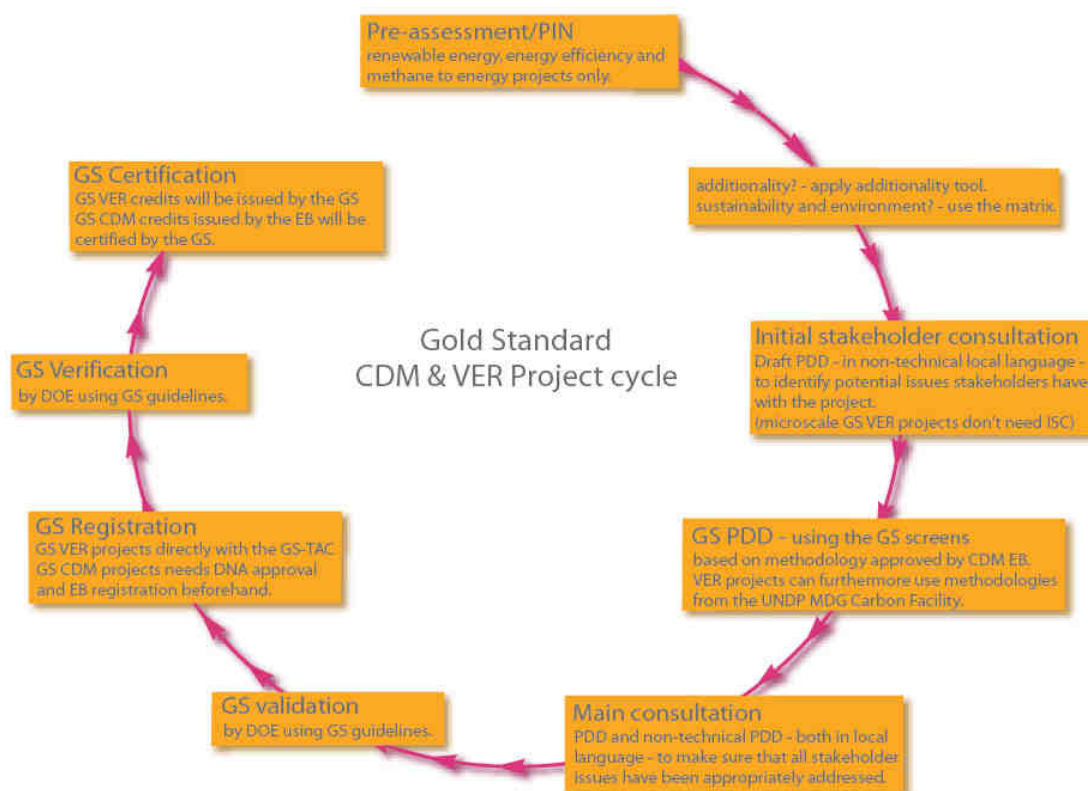 Pre-assessment/PIN
renewable energy, energy efficiency and
methane to energy projects only.
additionality? - apply additionality tool.
sustainability and environment? - use the matrix.
Initial stakeholder consultation
Draft PDD - in non-technical local language -
to identify potential issues stakeholders have
with the project.
(microscale GS VER projects don't need ISC)
GS PDD - using the GS screens
based on methodology approved by CDM EB.
VER projects can furthermore use methodologies
from the UNDP MDG Carbon Facility.
Main consultation
PDD and non-technical PDD - both in local
language - to make sure that all stakeholder
issues have been appropriately addressed.
GS validation
by DOE using GS guidelines.
GS Registration
GS VER projects directly with the GS-TAC
GS CDM projects needs DNA approval
and EB registration beforehand.
GS Verification
by DOE using GS guidelines.
GS Certification
GS VER credits will be issued by the GS
GS CDM credits issued by the EB will be
certified by the GS.
Gold Standard
CDM & VER Project cycle